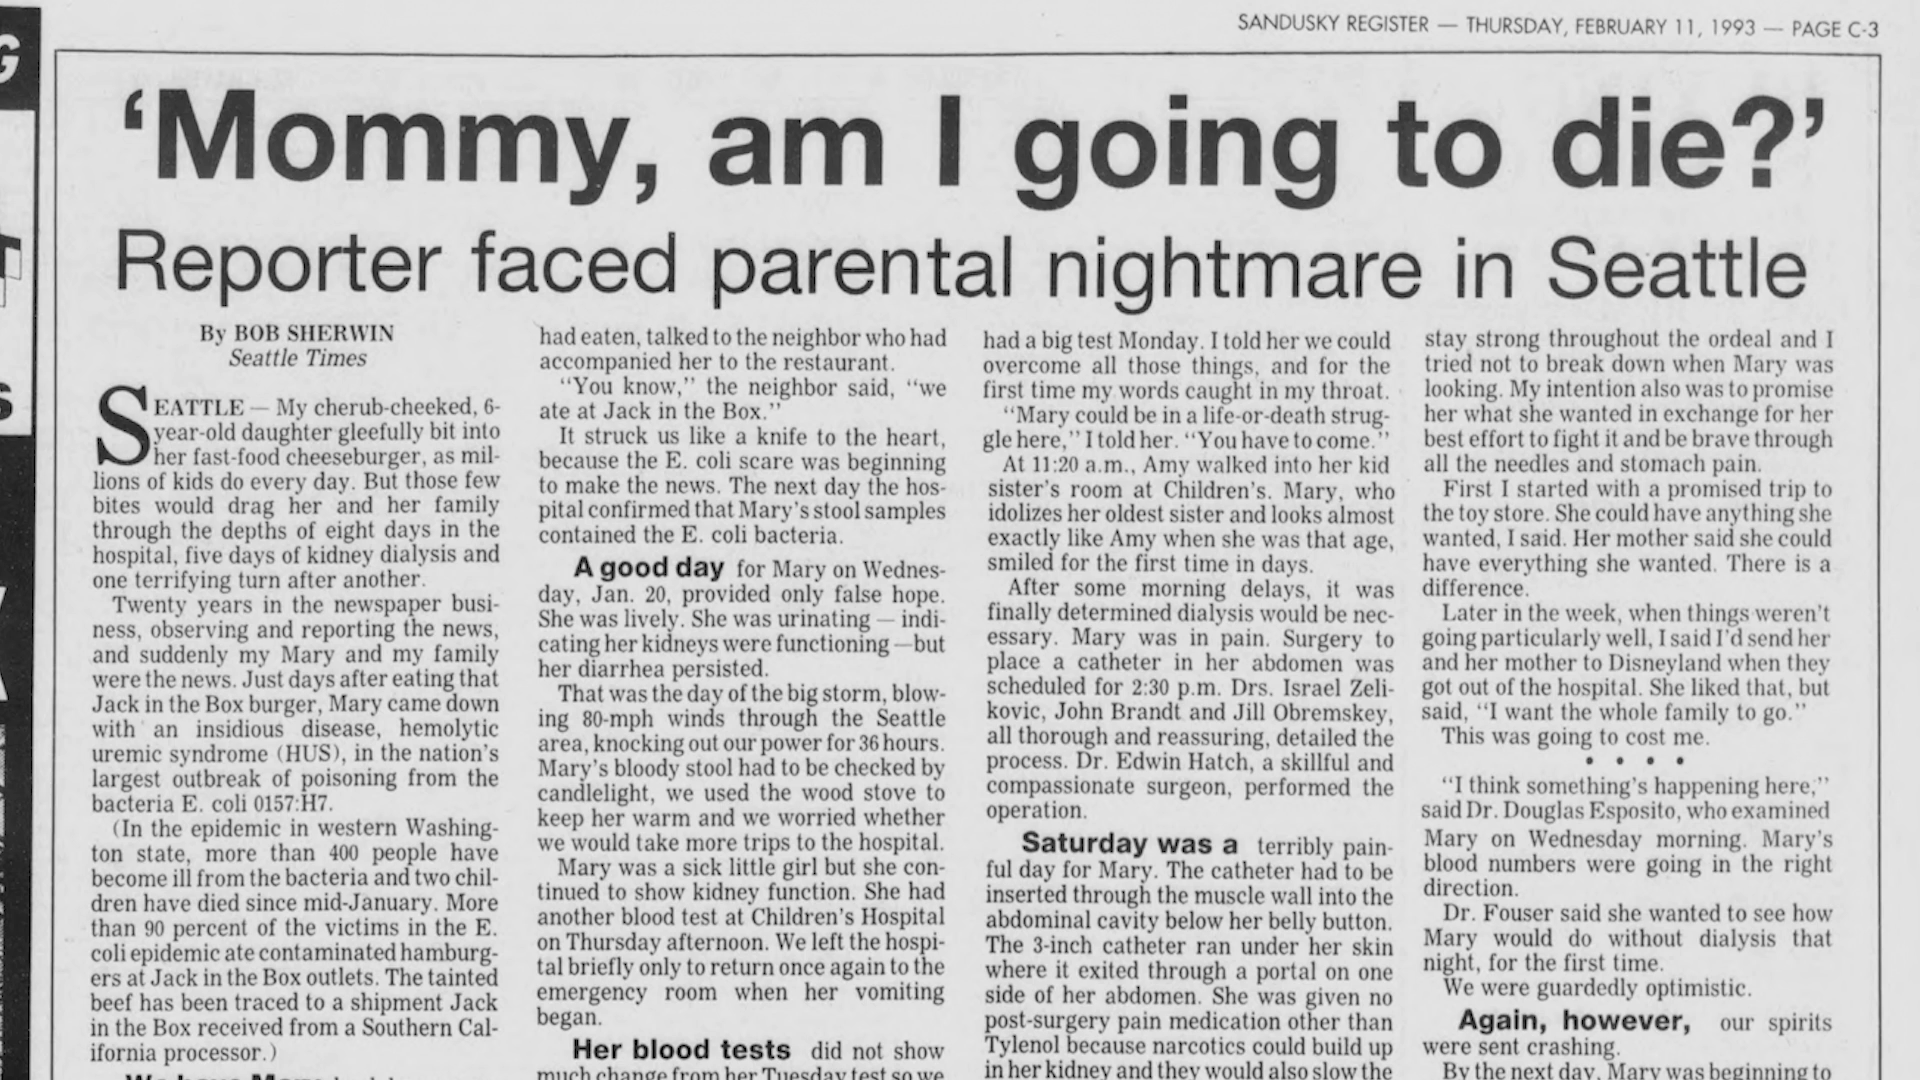 SANDUSKY REGISTER — THURSDAY, FEBRUARY 11, 1993 — PAGE C-3
‘Mommy, am I going to die?’
Reporter faced parental nightmare in Seattle
By BOB SHERWIN
Seattle Times
SEATTLE — My cherub-cheeked, 6-
year-old daughter gleefully bit into
her fast-food cheeseburger, as mil-
lions of kids do every day. But those few
bites would drag her and her family
through the depths of eight days in the
hospital, five days of kidney dialysis and
one terrifying turn after another.
Twenty years in the newspaper busi-
ness, observing and reporting the news,
and suddenly my Mary and my family
were the news. Just days after eating that
Jack in the Box burger, Mary came down
with an insidious disease, hemolytic
uremic syndrome (HUS), in the nation's
largest outbreak of poisoning from the
bacteria E. coli 0157:H7.
(In the epidemic in western Washing-
ton state, more than 400 people have
become ill from the bacteria and two chil-
dren have died since mid-January. More
than 90 percent of the victims in the E.
coli epidemic ate contaminated hamburg-
ers at Jack in the Box outlets. The tainted
beef has been traced to a shipment Jack
in the Box received from a Southern Cal-
ifornia processor.)
had eaten, talked to the neighbor who had
accompanied her to the restaurant.
“You know,” the neighbor said, “we
ate at Jack in the Box.”
It struck us like a knife to the heart,
because the E. coli scare was beginning
to make the news. The next day the hos-
pital confirmed that Mary's stool samples
contained the E. coli bacteria.
A good day for Mary on Wednes-
day, Jan. 20, provided only false hope.
She was lively. She was urinating — indi-
cating her kidneys were functioning — but
her diarrhea persisted.
That was the day of the big storm, blow-
ing 80-mph winds through the Seattle
area, knocking out our power for 36 hours.
Mary's bloody stool had to be checked by
candlelight, we used the wood stove to
keep her warm and we worried whether
we would take more trips to the hospital.
Mary was a sick little girl but she con-
tinued to show kidney function. She had
another blood test at Children's Hospital
on Thursday afternoon. We left the hospi-
tal briefly only to return once again to the
emergency room when her vomiting
began.
Her blood tests did not show
much change from her Tuesday test so we
had a big test Monday. I told her we could
overcome all those things, and for the
first time my words caught in my throat.
“Mary could be in a life-or-death strug-
gle here,” I told her. “You have to come.”
At 11:20 a.m., Amy walked into her kid
sister's room at Children's. Mary, who
idolizes her oldest sister and looks almost
exactly like Amy when she was that age,
smiled for the first time in days.
After some morning delays, it was
finally determined dialysis would be nec-
essary. Mary was in pain. Surgery to
place a catheter in her abdomen was
scheduled for 2:30 p.m. Drs. Israel Zeli-
kovic, John Brandt and Jill Obremskey,
all thorough and reassuring, detailed the
process. Dr. Edwin Hatch, a skillful and
compassionate surgeon, performed the
operation.
Saturday was a terribly pain-
ful day for Mary. The catheter had to be
inserted through the muscle wall into the
abdominal cavity below her belly button.
The 3-inch catheter ran under her skin
where it exited through a portal on one
side of her abdomen. She was given no
post-surgery pain medication other than
Tylenol because narcotics could build up
in her kidney and they would also slow the
stay strong throughout the ordeal and I
tried not to break down when Mary was
looking. My intention also was to promise
her what she wanted in exchange for her
best effort to fight it and be brave through
all the needles and stomach pain.
First I started with a promised trip to
the toy store. She could have anything she
wanted, I said. Her mother said she could
have everything she wanted. There is a
difference.
Later in the week, when things weren't
going particularly well, I said I'd send her
and her mother to Disneyland when they
got out of the hospital. She liked that, but
said, “I want the whole family to go.”
This was going to cost me.
• • • •
“I think something's happening here,”
said Dr. Douglas Esposito, who examined
Mary on Wednesday morning. Mary's
blood numbers were going in the right
direction.
Dr. Fouser said she wanted to see how
Mary would do without dialysis that
night, for the first time.
We were guardedly optimistic.
Again, however, our spirits
were sent crashing.
By the next day, Mary was beginning to